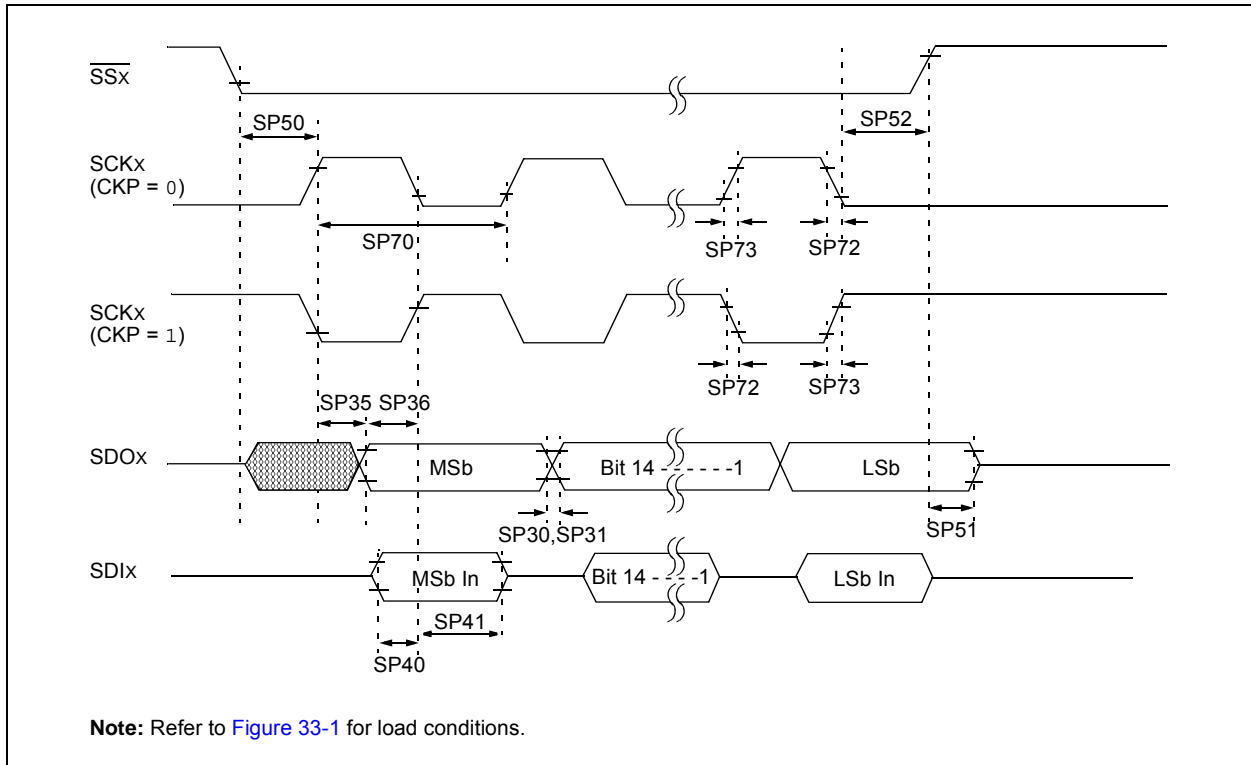 SSx
SP50
SP52
SCKx
(CKP = 0)
SP70
SP73
SP72
SCKx
(CKP = 1)
SP72
SP73
SP35 SP36
SDOx
MSb
Bit 14 - - - - - -1
LSb
SP30,SP31
SP51
SDIx
MSb In
Bit 14 - - - -1
LSb In
SP41
SP40
Note: Refer to Figure 33-1 for load conditions.